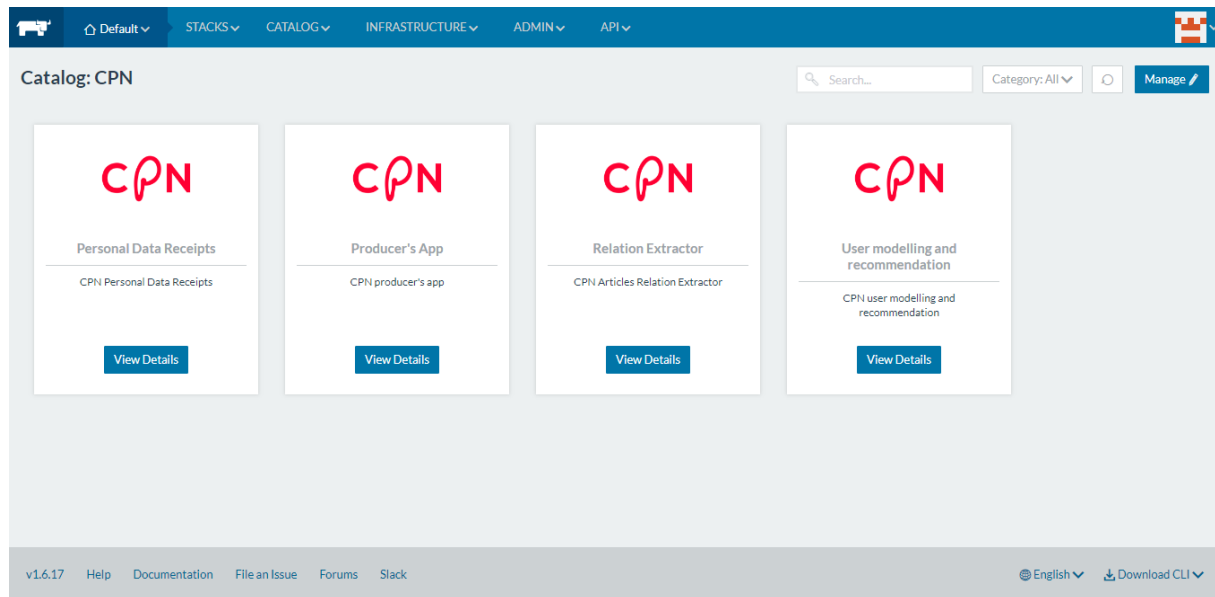 Default STACKS CATALOG INFRASTRUCTURE ADMIN API
Catalog: CPN
Search... Category: All Manage
CPN CPN CPN CPN
Personal Data Receipts Producer's App Relation Extractor User modelling and
recommendation
CPN Personal Data Receipts CPN producer's app CPN Articles Relation Extractor CPN user modelling and
recommendation
View Details View Details View Details View Details
v1.6.17 Help Documentation File an Issue Forums Slack English Download CLI